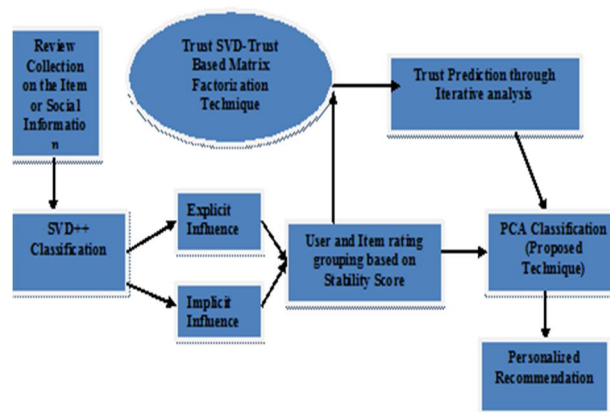 Review
Collection
on the Item
or Social
Informatio
n
Trust SVD-Trust
Based Matrix
Factorization
Technique
Trust Prediction through
Iterative analysis
SVD++
Classification
Explicit
Influence
Implicit
Influence
User and Item rating
grouping based on
Stability Score
PCA Classification
(Proposed
Technique)
Personalized
Recommendation